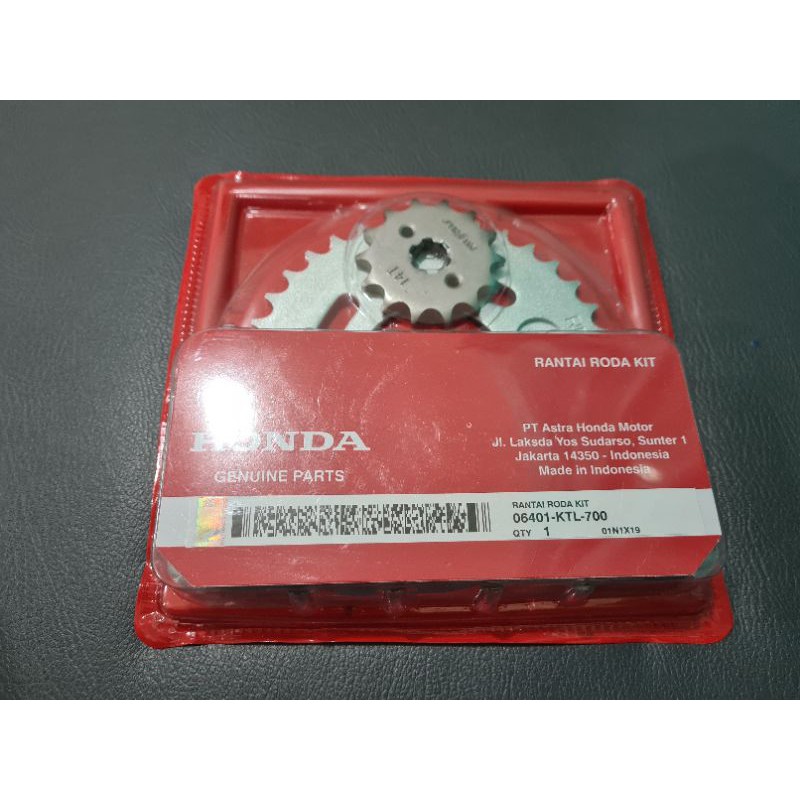 14T
RANTAI RODA KIT
PT Astra Honda Motor
Jl. Laksda Yos Sudarso, Sunter 1
Jakarta 14350 - Indonesia
Made in Indonesia
HONDA
GENUINE PARTS
RANTAI RODA KIT
06401-KTL-700
QTY 1 01N1X19